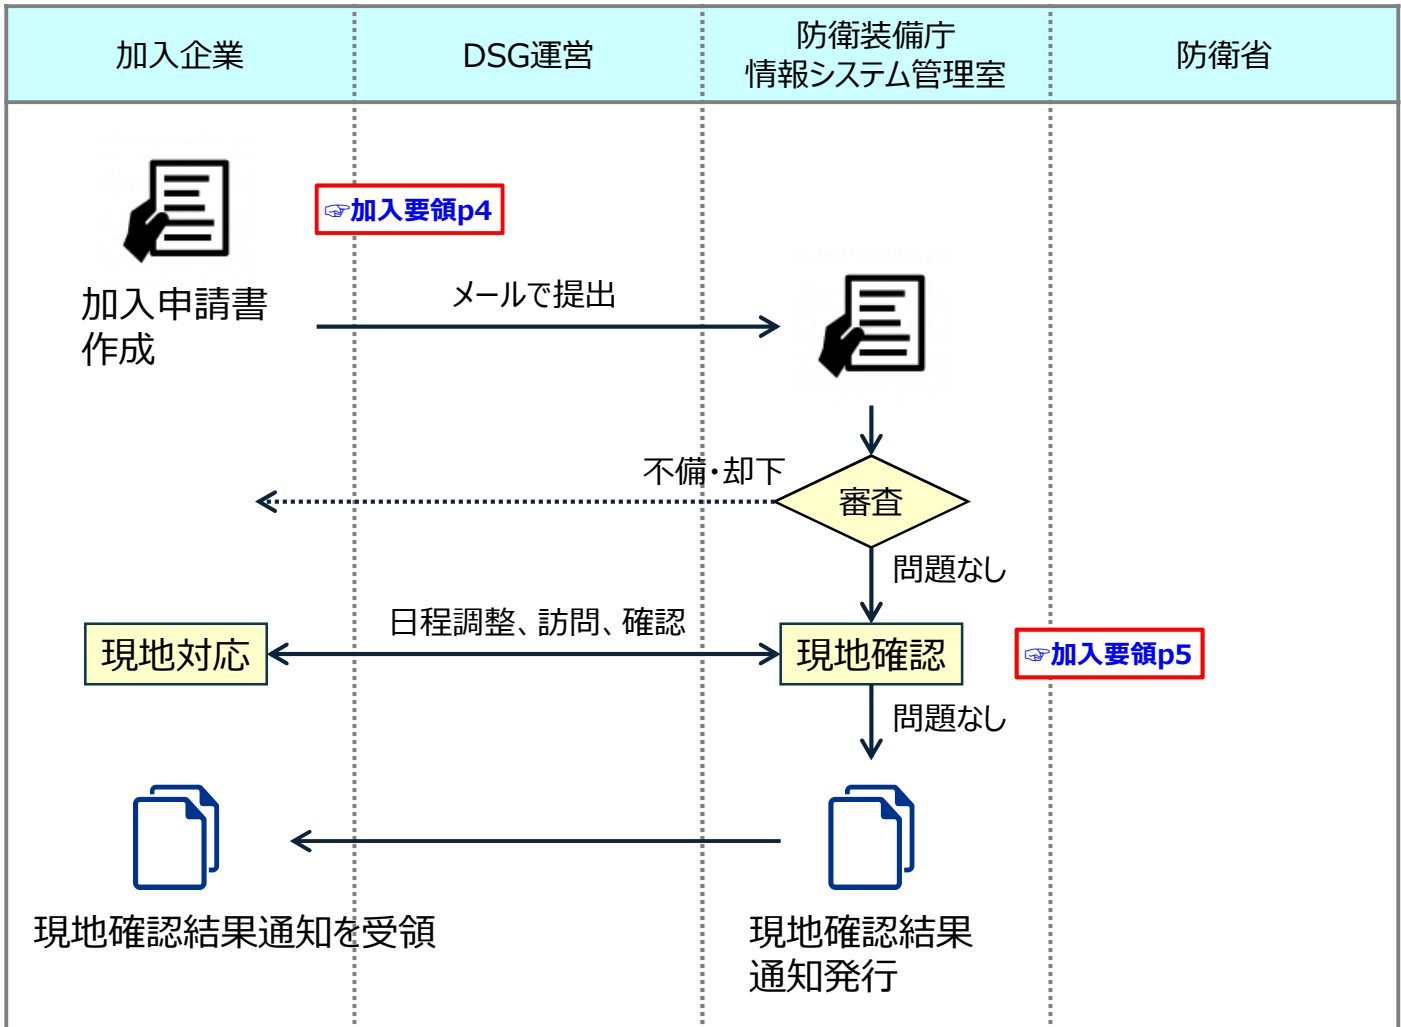 加入企業
DSG運営
防衛装備庁
情報システム管理室
防衛省
☞加入要領p4
加入申請書
作成
メールで提出
不備・却下
審査
問題なし
日程調整、訪問、確認
現地対応
現地確認
☞加入要領p5
問題なし
現地確認結果通知を受領
現地確認結果
通知発行